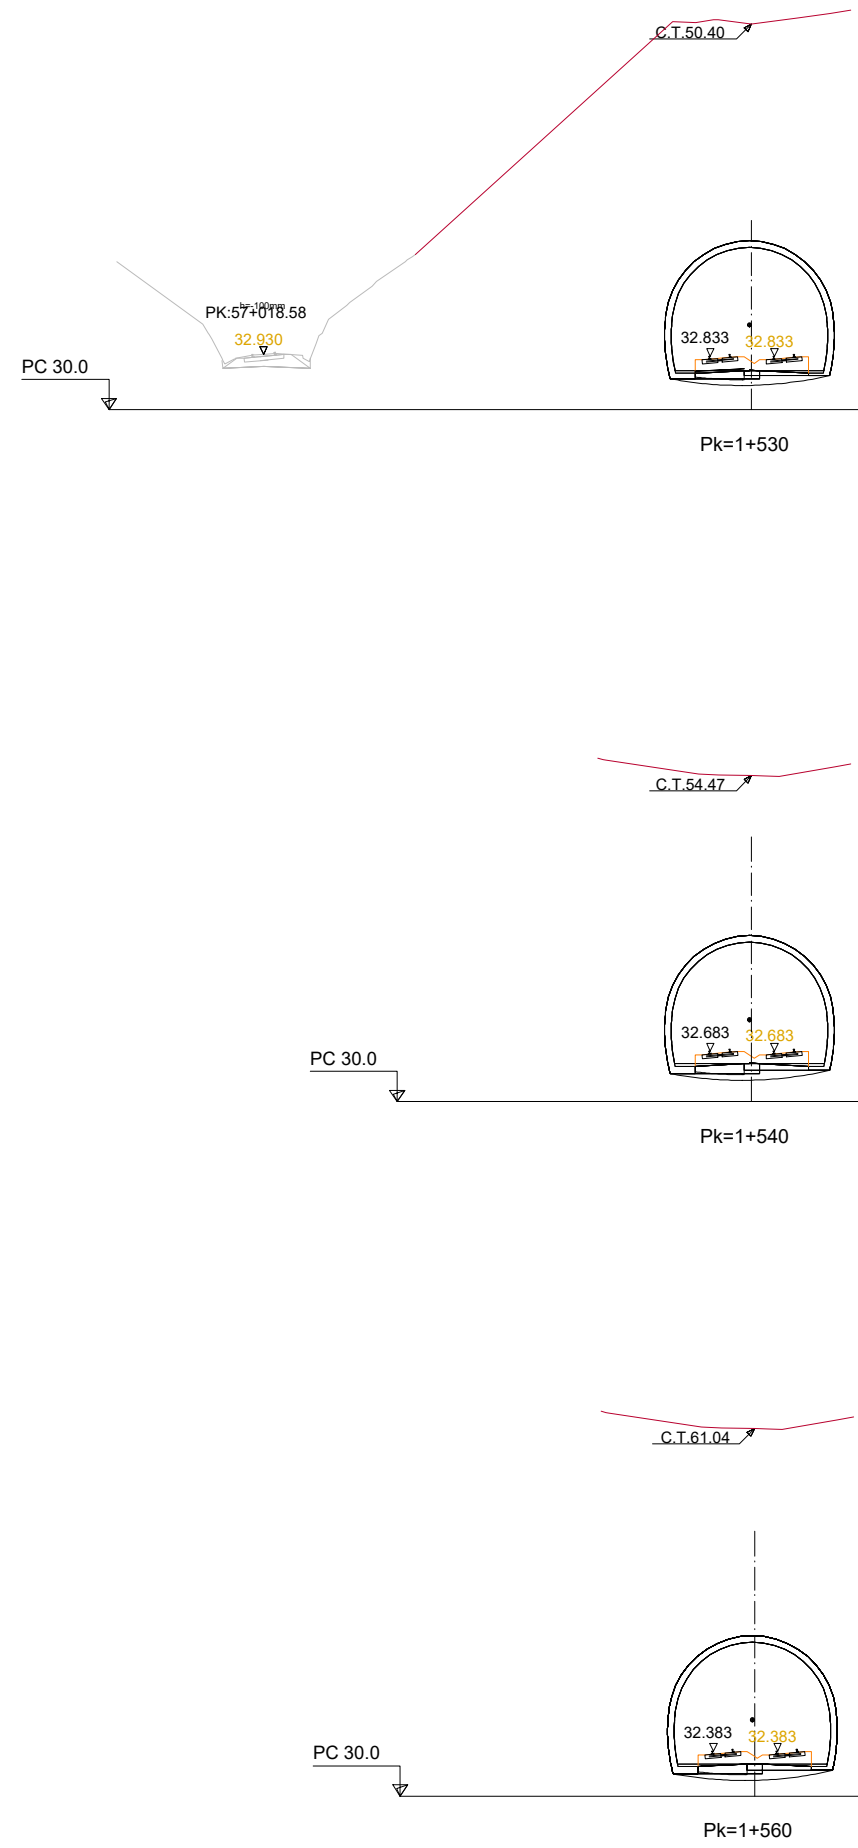 C.T.50.40
h=-100mm
PK:57+018.58
32.930
32.833 32.833
PC 30.0
Pk=1+530
C.T.54.47
32.683 32.683
PC 30.0
Pk=1+540
C.T.61.04
32.383 32.383
PC 30.0
Pk=1+560